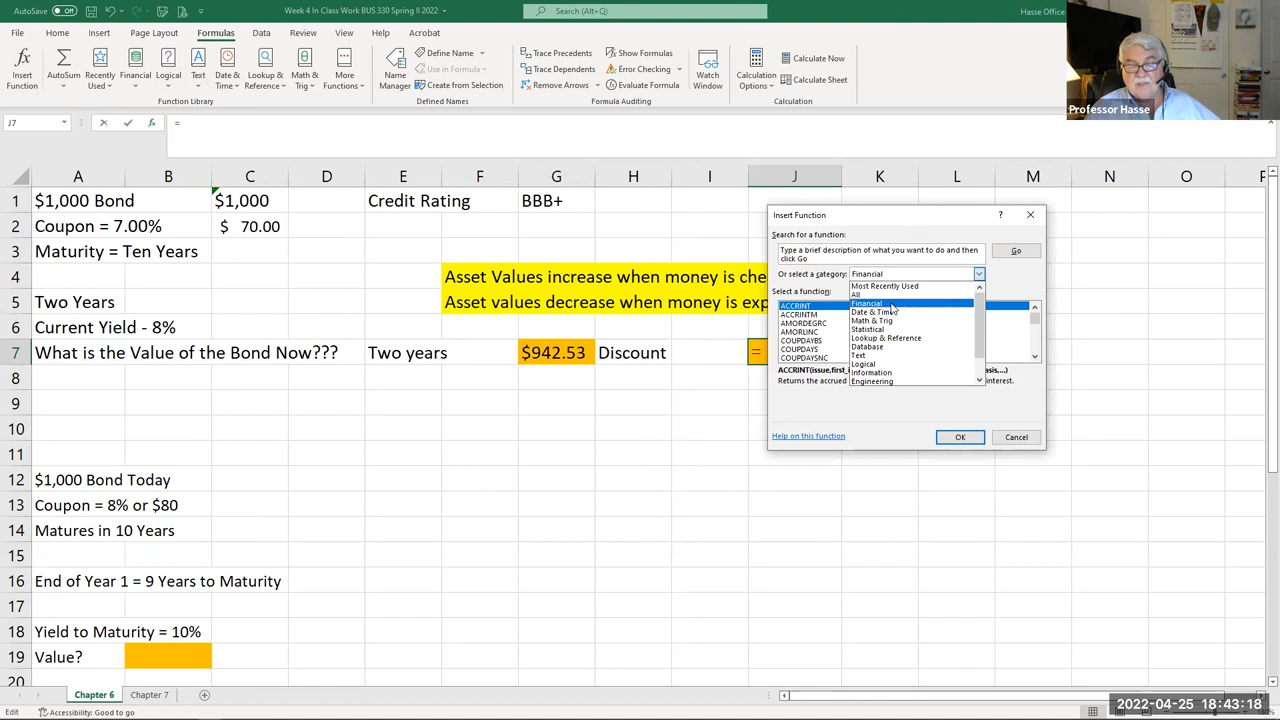 AutoSave Off
Week 4 In Class Work BUS 330 Spring II 2022
Search (Alt+Q)
Hasse Office
File Home Insert Page Layout Formulas Data Review View Help Acrobat
Insert Function
AutoSum
Recently Used
Financial
Logical
Text
Date & Time
Lookup & Reference
Math & Trig
More Functions
Function Library
Name Manager
Define Name
Use in Formula
Create from Selection
Defined Names
Trace Precedents
Trace Dependents
Remove Arrows
Show Formulas
Error Checking
Evaluate Formula
Formula Auditing
Watch Window
Calculation Options
Calculate Now
Calculate Sheet
Calculation
Professor Hasse
J7
fx
=
A B C D E F G H I J K L M N O
1 $1,000 Bond $1,000 Credit Rating BBB+
2 Coupon = 7.00% $ 70.00
3 Maturity = Ten Years
4 Asset Values increase when money is che
5 Two Years Asset values decrease when money is exp
6 Current Yield - 8%
7 What is the Value of the Bond Now??? Two years $942.53 Discount =
8
9
10
11
12 $1,000 Bond Today
13 Coupon = 8% or $80
14 Matures in 10 Years
15
16 End of Year 1 = 9 Years to Maturity
17
18 Yield to Maturity = 10%
19 Value?
20
Insert Function ?
Search for a function:
Type a brief description of what you want to do and then
click Go
Go
Or select a category: Financial
Select a function:
Most Recently Used
All
Financial
Date & Time
Math & Trig
Statistical
Lookup & Reference
Database
Text
Logical
Information
Engineering
ACCRINT
ACCRINTM
AMORDEGRC
AMORLINC
COUPDAYBS
COUPDAYS
COUPDAYSNC
ACCRINT(issue,first_i asis,...)
Returns the accrued interest.
Help on this function
OK Cancel
Chapter 6 Chapter 7
Edit Accessibility: Good to go
2022-04-25 18:43:18